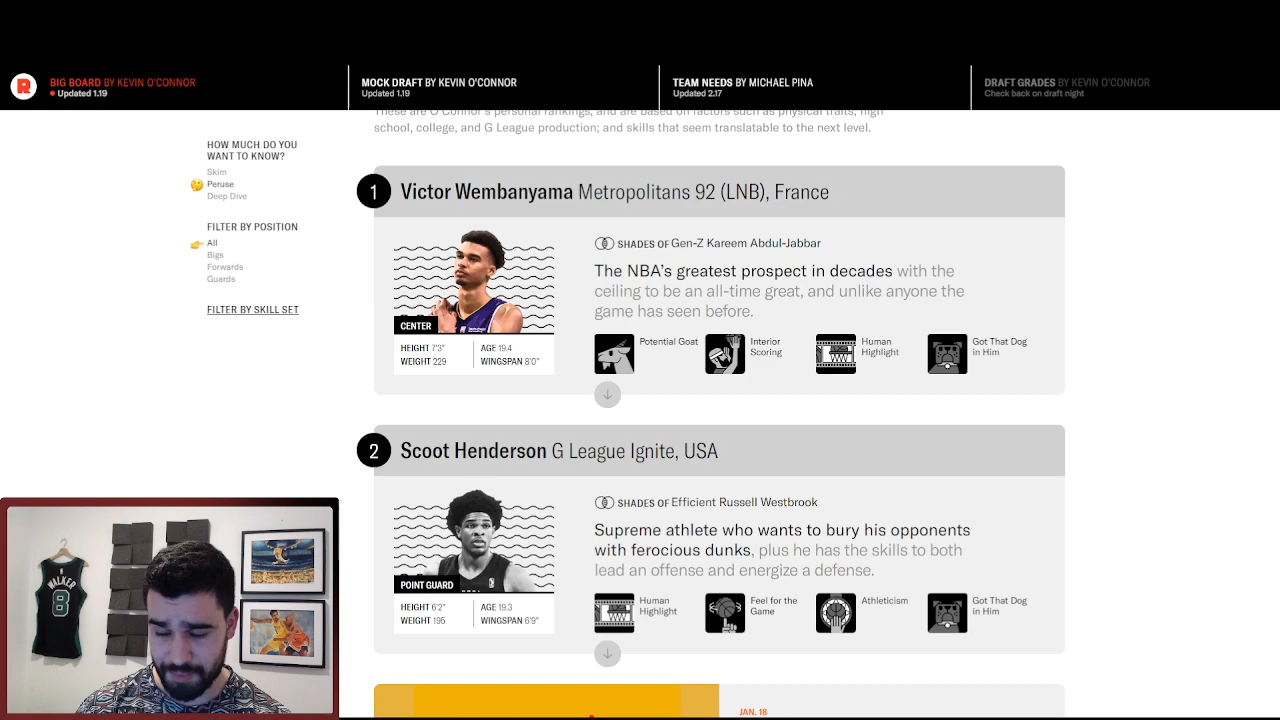 R
BIG BOARD BY KEVIN O'CONNOR
Updated 1.19
MOCK DRAFT BY KEVIN O'CONNOR
Updated 1.19
TEAM NEEDS BY MICHAEL PINA
Updated 2.17
DRAFT GRADES BY KEVIN O'CONNOR
Check back on draft night
These are O'Connor's personal rankings, and are based on factors such as physical traits, high
school, college, and G League production; and skills that seem translatable to the next level.
HOW MUCH DO YOU
WANT TO KNOW?
Skim
Peruse
Deep Dive
FILTER BY POSITION
All
Bigs
Forwards
Guards
FILTER BY SKILL SET
1
Victor Wembanyama Metropolitans 92 (LNB), France
CENTER
HEIGHT 7'3"
AGE 19.4
WEIGHT 229
WINGSPAN 8'0"
SHADES OF Gen-Z Kareem Abdul-Jabbar
The NBA's greatest prospect in decades with the
ceiling to be an all-time great, and unlike anyone the
game has seen before.
Potential Goat
Interior
Scoring
Human
Highlight
Got That Dog
in Him
2
Scoot Henderson G League Ignite, USA
POINT GUARD
HEIGHT 6'2"
AGE 19.3
WEIGHT 195
WINGSPAN 6'9"
SHADES OF Efficient Russell Westbrook
Supreme athlete who wants to bury his opponents
with ferocious dunks, plus he has the skills to both
lead an offense and energize a defense.
Human
Highlight
Feel for the
Game
Athleticism
Got That Dog
in Him
JAN. 18
WALKER
8